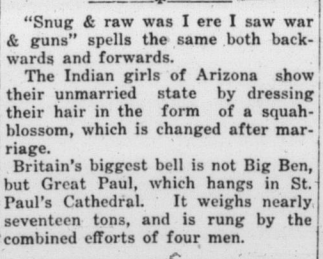 "Snug & raw was I ere I saw war
& guns" spells the same both back-
wards and forwards.
The Indian girls of Arizona show
their unmarried state by dressing
their hair in the form of a squah-
blossom, which is changed after mar-
riage.
Britain's biggest bell is not Big Ben,
but Great Paul, which hangs in St.
Paul's Cathedral. It weighs nearly
seventeen tons, and is rung by the
combined efforts of four men.